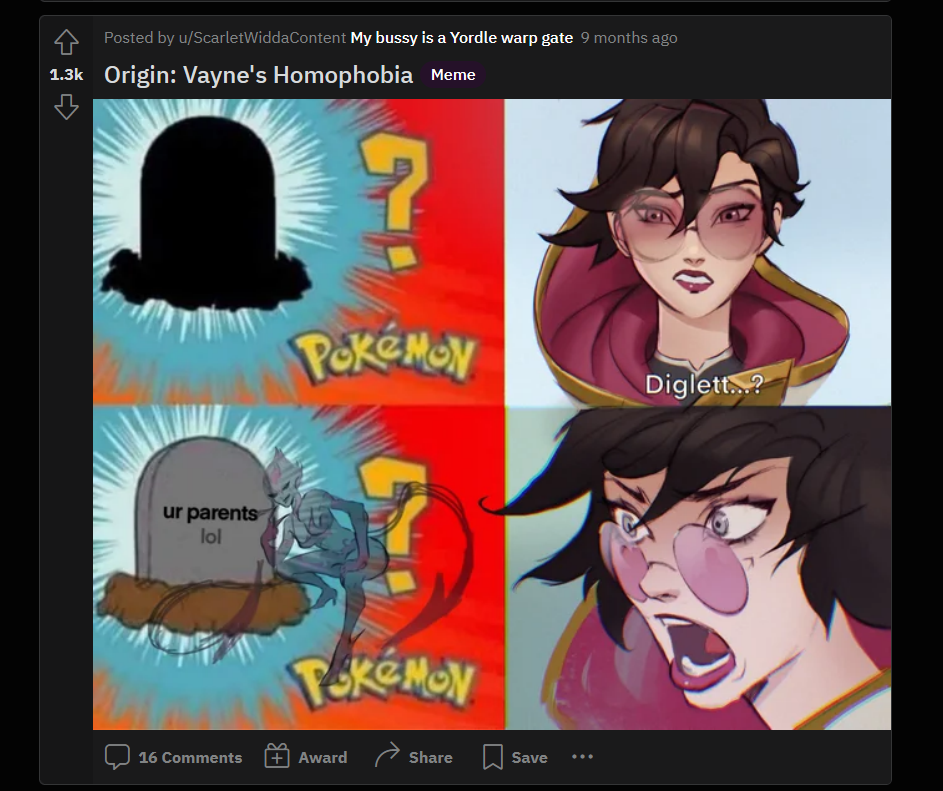 Posted by u/ScarletWiddaContent My bussy is a Yordle warp gate 9 months ago
1.3k
Origin: Vayne's Homophobia Meme
?
POKéMON
Diglett...?
ur parents
lol
?
POKéMON
16 Comments Award Share Save ...